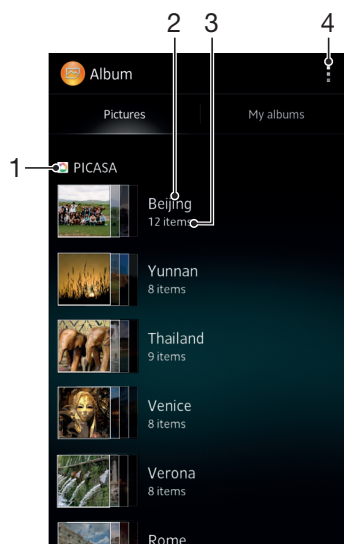 2 3 4
Album
Pictures My albums
1 PICASA
Beijing
12 items
Yunnan
8 items
Thailand
9 items
Venice
8 items
Verona
8 items
Rome